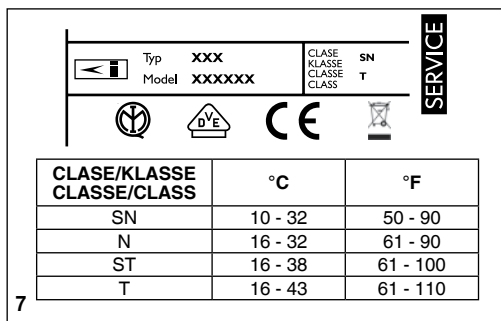 Typ XXX
Model XXXXXX
CLASE SN
KLASSE
CLASSE T
CLASS
SERVICE
D V E
CE
CLASE/KLASSE CLASSE/CLASS °C °F
SN 10 - 32 50 - 90
N 16 - 32 61 - 90
ST 16 - 38 61 - 100
T 16 - 43 61 - 110
7